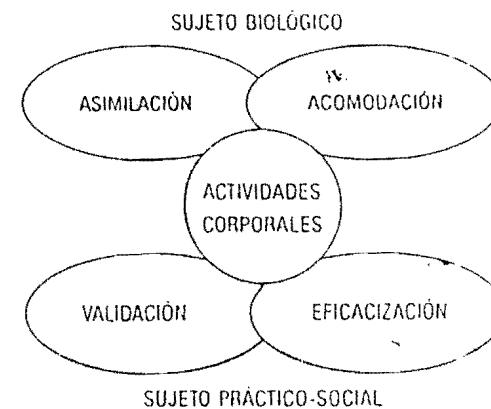 SUJETO BIOLÓGICO
ASIMILACIÓN
ACOMODACIÓN
ACTIVIDADES
CORPORALES
VALIDACIÓN
EFICACIZACIÓN
SUJETO PRÁCTICO-SOCIAL